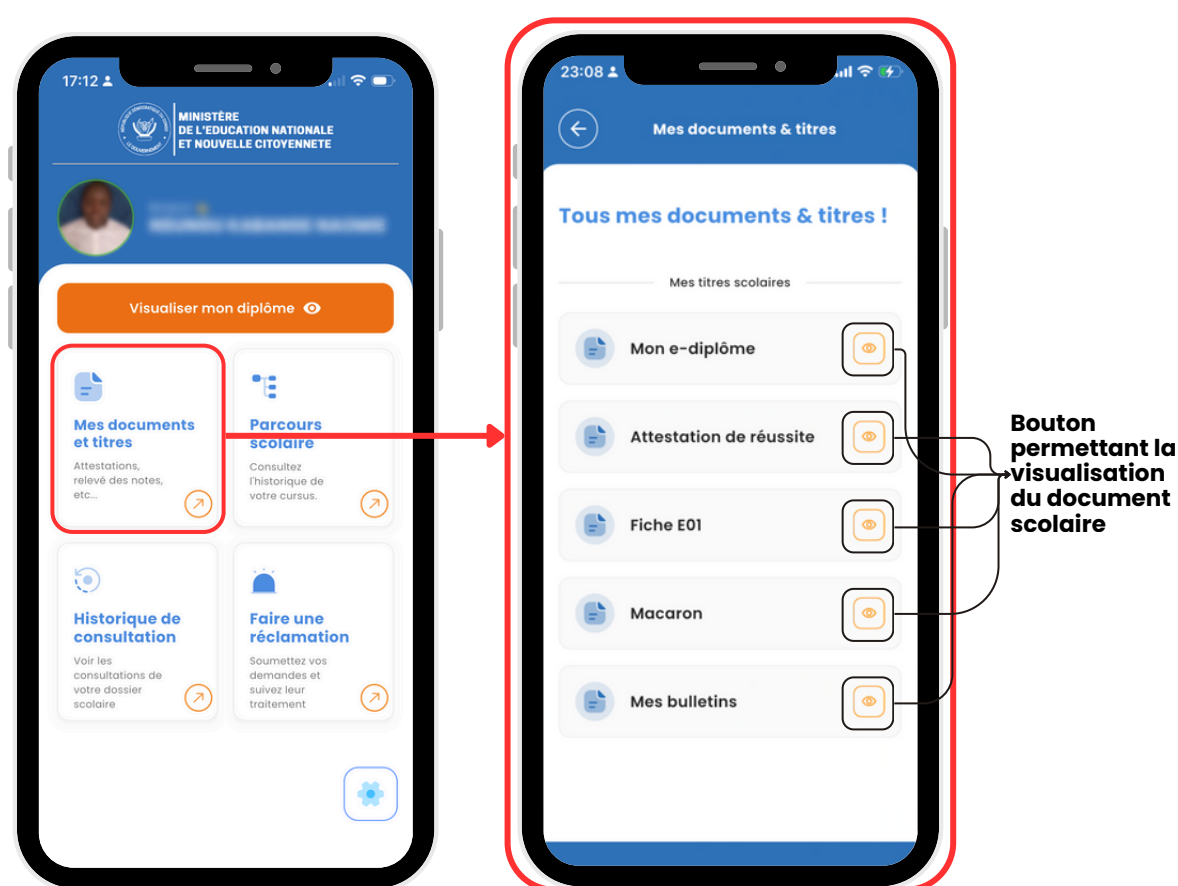 17:12
MINISTÈRE
DE L'EDUCATION NATIONALE
ET NOUVELLE CITOYENNETE
Visualiser mon diplôme
Mes documents
et titres
Attestations,
relevé des notes,
etc...
Parcours
scolaire
Consultez
l'historique de
votre cursus.
Historique de
consultation
Voir les
consultations de
votre dossier
scolaire
Faire une
réclamation
Soumettez vos
demandes et
suivez leur
traitement
23:08
Mes documents & titres
Tous mes documents & titres !
Mes titres scolaires
Mon e-diplôme
Attestation de réussite
Fiche E01
Macaron
Mes bulletins
Bouton
permettant la
visualisation
du document
scolaire